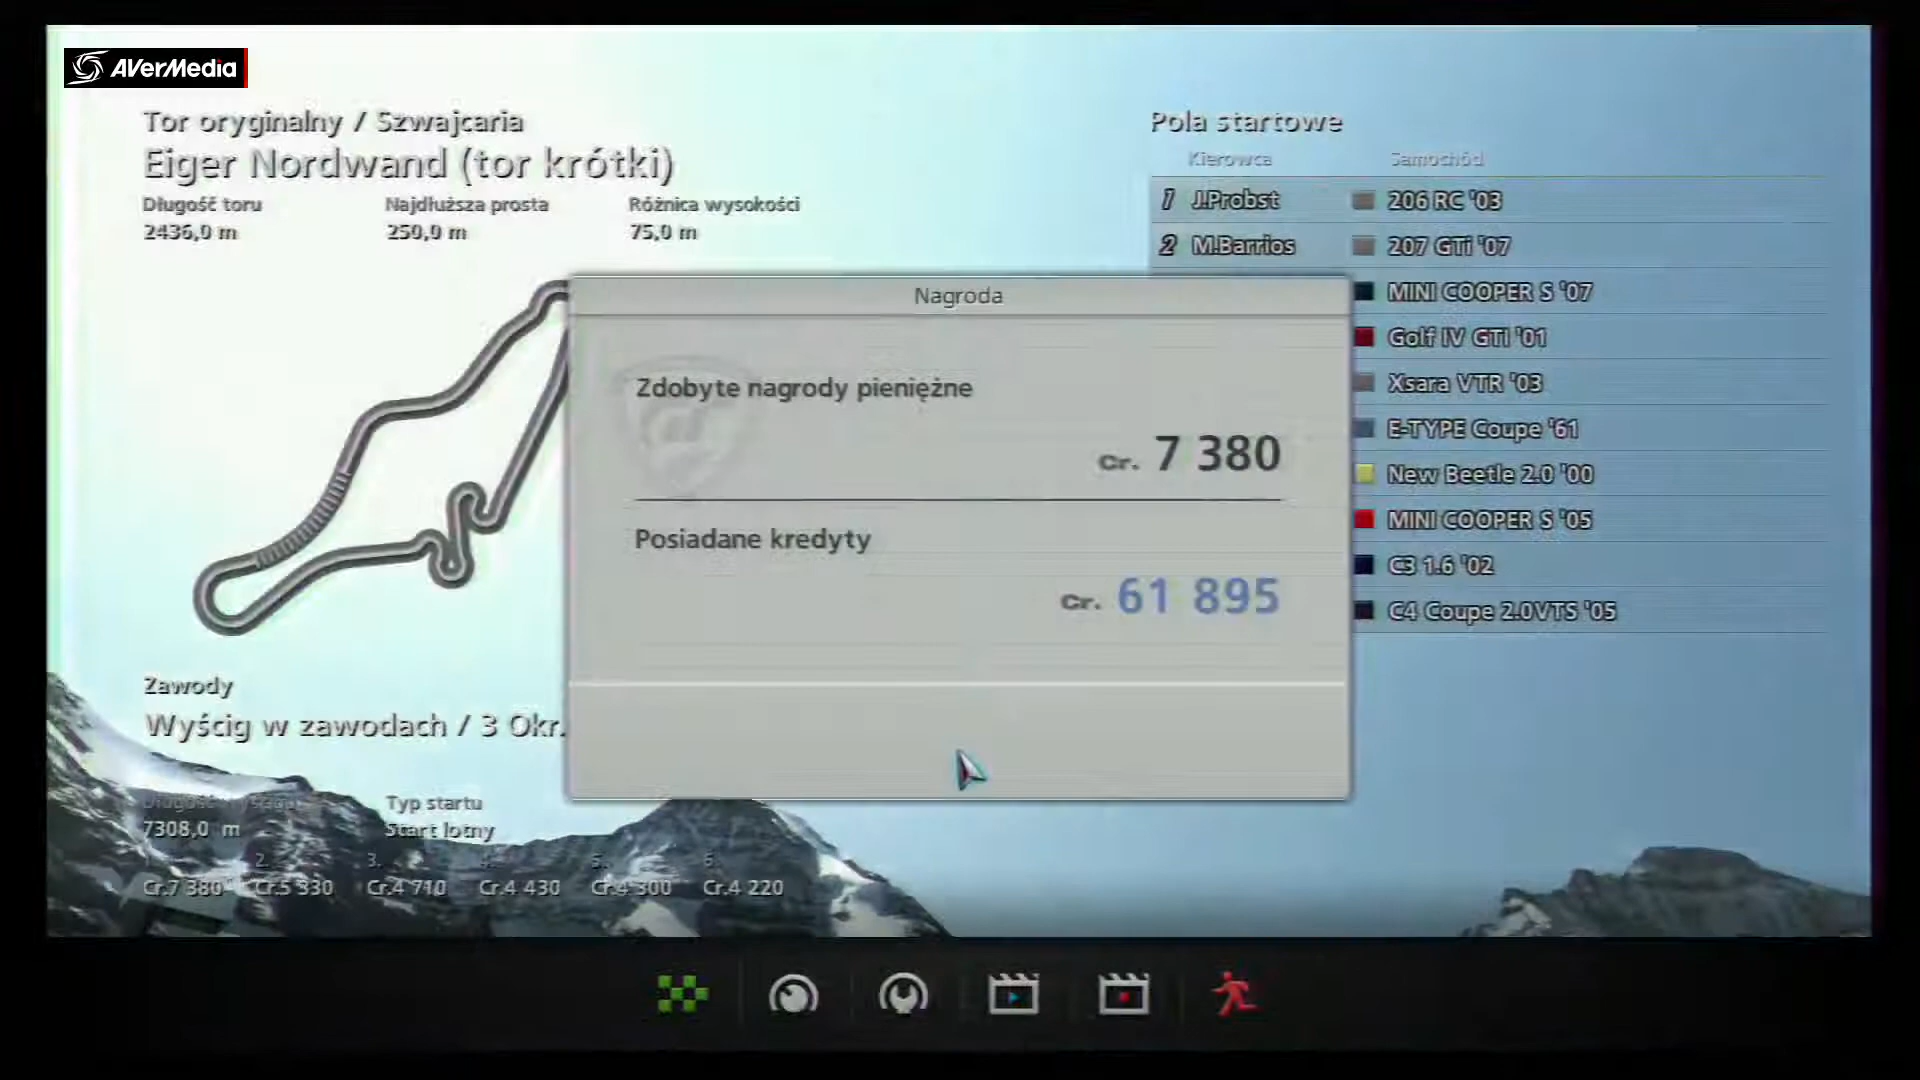 AVerMedia
Tor oryginalny / Szwajcaria
Eiger Nordwand (tor krótki)
Długość toru
Najdłuższa prosta
Różnica wysokości
2436,0 m
250,0 m
75,0 m
Pola startowe
Kierowca
Samochód
1 J.Probst 206 RC '03
2 M.Barrios 207 GTi '07
MINI COOPER S '07
Golf IV GTI '01
Xsara VTR '03
E-TYPE Coupe '61
New Beetle 2.0 '00
MINI COOPER S '05
C3 1.6 '02
C4 Coupe 2.0VTS '05
Nagroda
Zdobyte nagrody pieniężne
Cr. 7 380
Posiadane kredyty
Cr. 61 895
Zawody
Wyścig w zawodach / 3 Okr.
Długość wyścigu
Typ startu
7308,0 m
Start lotny
2. 3. 4. 5. 6.
Cr.7 380 Cr.5 330 Cr.4 710 Cr.4 430 Cr.4 300 Cr.4 220